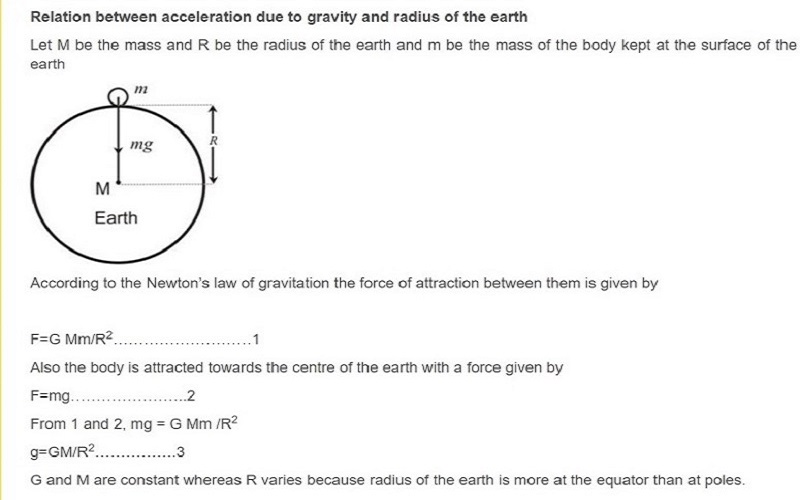 Relation between acceleration due to gravity and radius of the earth
Let M be the mass and R be the radius of the earth and m be the mass of the body kept at the surface of the
earth
m
R
mg
M
Earth
According to the Newton's law of gravitation the force of attraction between them is given by
F=G Mm/R²...........................1
Also the body is attracted towards the centre of the earth with a force given by
F=mg.......................2
From 1 and 2, mg = G Mm /R²
g=GM/R²................3
G and M are constant whereas R varies because radius of the earth is more at the equator than at poles.